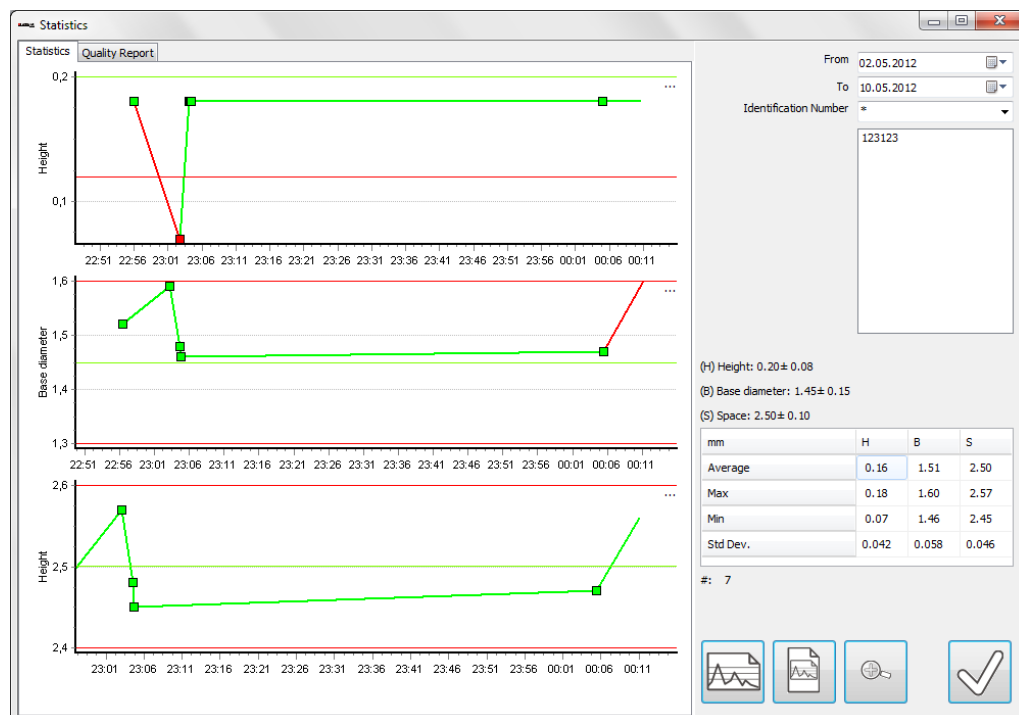 Statistics
Statistics Quality Report
From 02.05.2012
To 10.05.2012
Identification Number *
123123
0,2
Height
0,1
22:51 22:56 23:01 23:06 23:11 23:16 23:21 23:26 23:31 23:36 23:41 23:46 23:51 23:56 00:01 00:06 00:11
...
1,6
1,5
Base diameter
1,4
1,3
22:51 22:56 23:01 23:06 23:11 23:16 23:21 23:26 23:31 23:36 23:41 23:46 23:51 23:56 00:01 00:06 00:11
...
2,6
Height
2,5
2,4
23:01 23:06 23:11 23:16 23:21 23:26 23:31 23:36 23:41 23:46 23:51 23:56 00:01 00:06 00:11
...
(H) Height: 0.20± 0.08
(B) Base diameter: 1.45± 0.15
(S) Space: 2.50± 0.10
mm H B S
Average 0.16 1.51 2.50
Max 0.18 1.60 2.57
Min 0.07 1.46 2.45
Std Dev. 0.042 0.058 0.046
#: 7